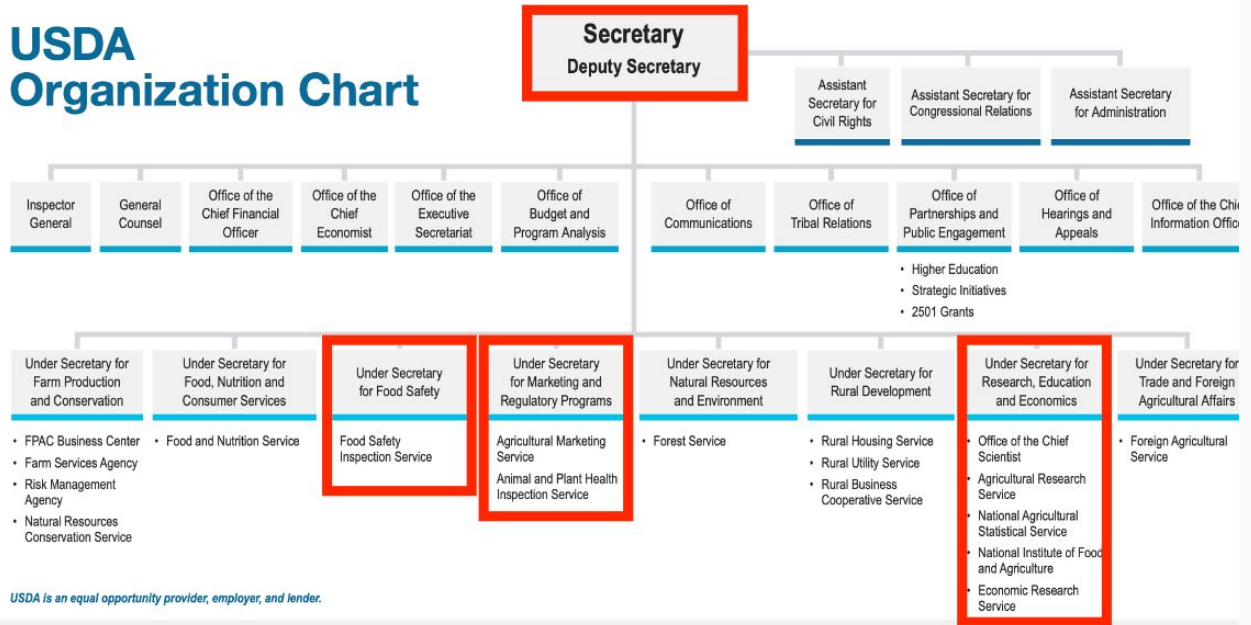 USDA
Organization Chart
Secretary
Deputy Secretary
Assistant
Secretary for
Civil Rights
Assistant Secretary for
Congressional Relations
Assistant Secretary
for Administration
Inspector
General
General
Counsel
Office of the
Chief Financial
Officer
Office of the
Chief
Economist
Office of the
Executive
Secretariat
Office of
Budget and
Program Analysis
Office of
Communications
Office of
Tribal Relations
Office of
Partnerships and
Public Engagement
• Higher Education
• Strategic Initiatives
• 2501 Grants
Office of
Hearings and
Appeals
Office of the Chie
Information Office
Under Secretary for
Farm Production
and Conservation
• FPAC Business Center
• Farm Services Agency
• Risk Management
Agency
• Natural Resources
Conservation Service
Under Secretary for
Food, Nutrition and
Consumer Services
• Food and Nutrition Service
Under Secretary
for Food Safety
Food Safety
Inspection Service
Under Secretary
for Marketing and
Regulatory Programs
Agricultural Marketing
Service
Animal and Plant Health
Inspection Service
Under Secretary for
Natural Resources
and Environment
• Forest Service
Under Secretary for
Rural Development
• Rural Housing Service
• Rural Utility Service
• Rural Business
Cooperative Service
Under Secretary for
Research, Education
and Economics
• Office of the Chief
Scientist
• Agricultural Research
Service
• National Agricultural
Statistical Service
• National Institute of Food
and Agriculture
• Economic Research
Service
Under Secretary for
Trade and Foreign
Agricultural Affairs
• Foreign Agricultural
Service
USDA is an equal opportunity provider, employer, and lender.